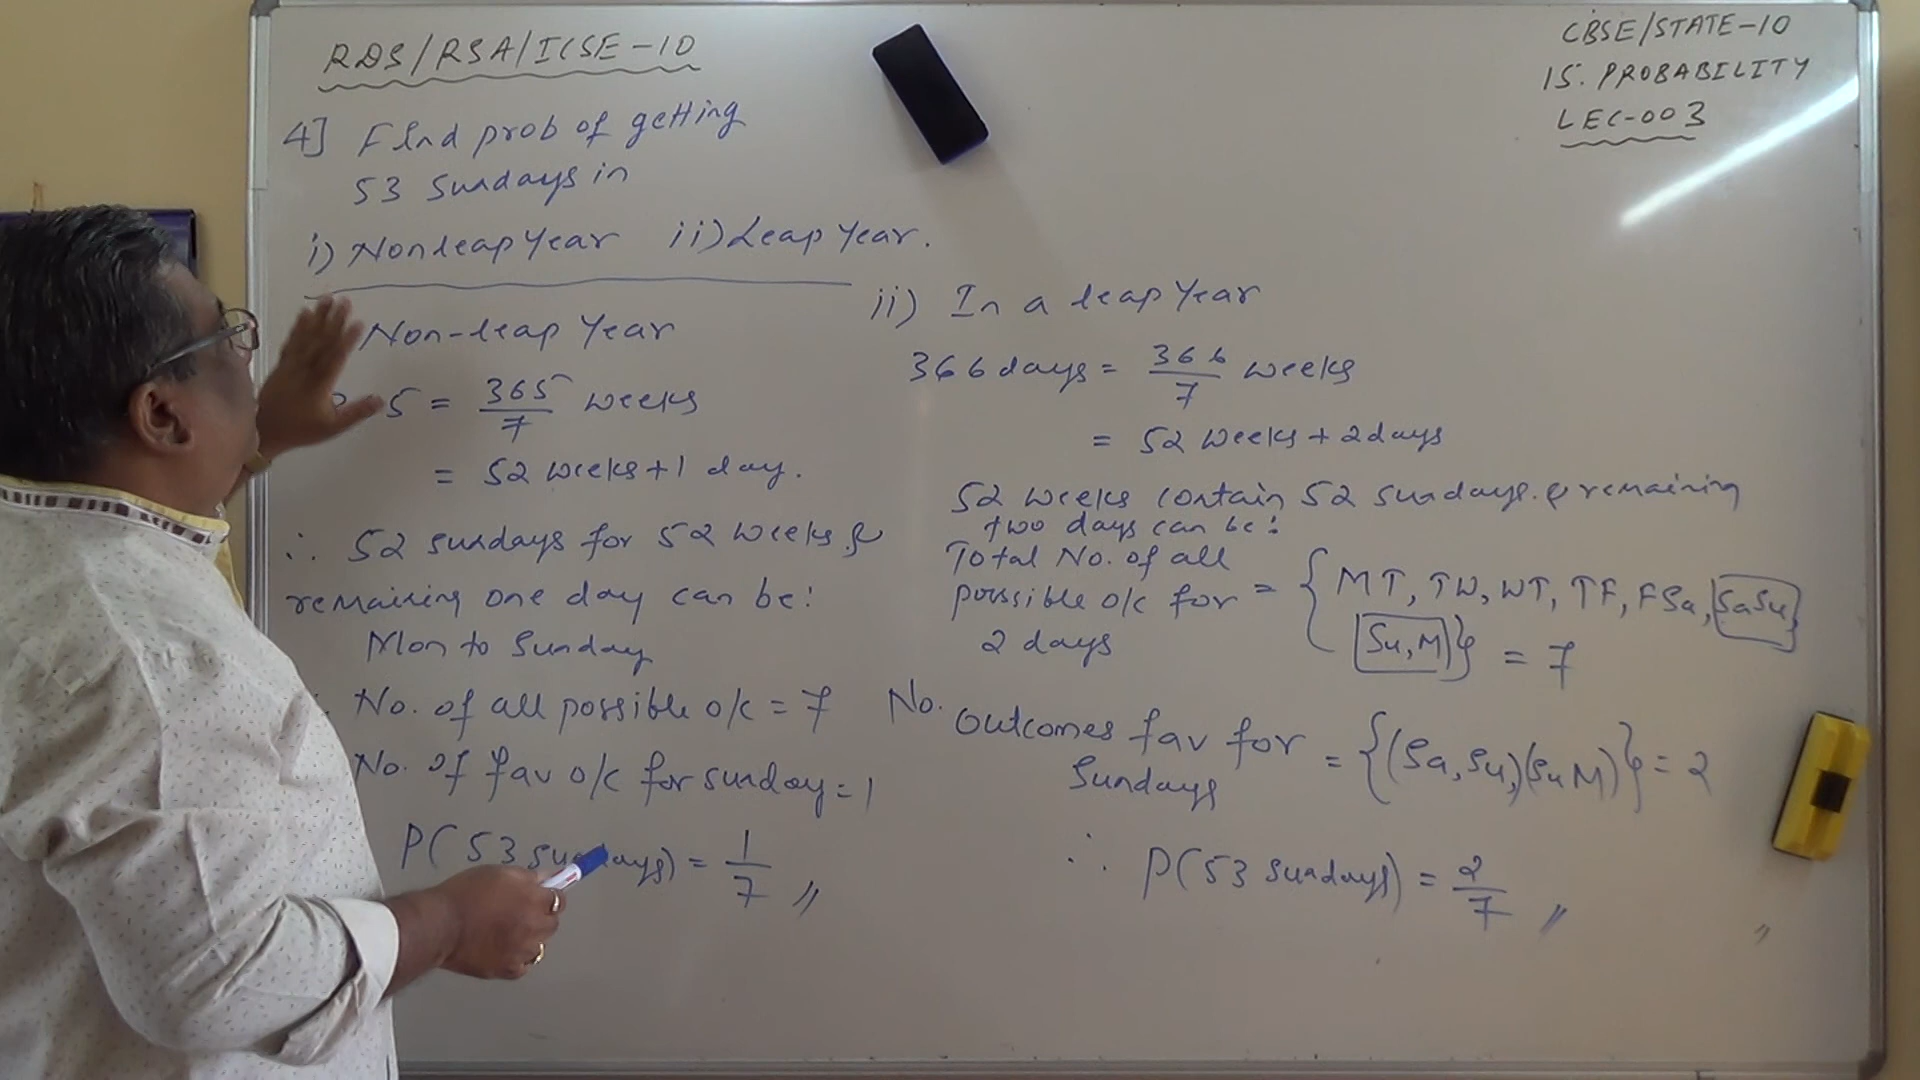 RDS/RSA/ICSE-10
CBSE/STATE-10
15. PROBABILITY
LEC-003
4] Find prob of getting
53 Sundays in
i) Nonleap Year ii) Leap Year.
Non-leap Year
5 = 365/7 weeks
= 52 weeks + 1 day.
∴ 52 sundays for 52 weeks &
remaining one day can be:
Mon to Sunday
No. of all possible o/c = 7
No. of fav o/c for sunday = 1
P(53 sundays) = 1/7 //
ii) In a leap Year
366 days = 366/7 weeks
= 52 weeks + 2 days
52 weeks contain 52 sundays. & remaining
two days can be:
Total No. of all
possible o/c for = { MT, TW, WT, TF, FSa, SaSu
2 days (Su, M)} = 7
No. outcomes fav for = {(Sa, Su,)(Su M)} = 2
Sundays
∴ P(53 sundays) = 2/7 //